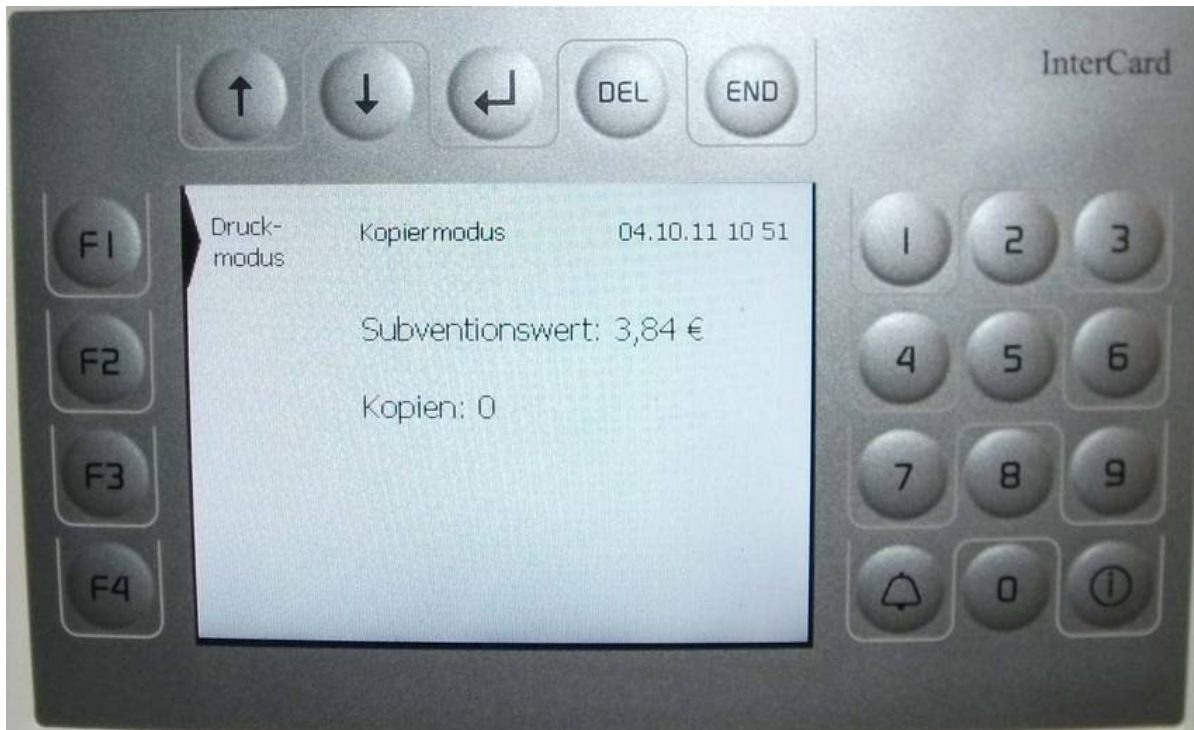 InterCard
↑ ↓ ↵ DEL END
F1
F2
F3
F4
Druck-
modus
Kopiermodus 04.10.11 10 51
Subventionswert: 3,84 €
Kopien: 0
1 2 3
4 5 6
7 8 9
0 i